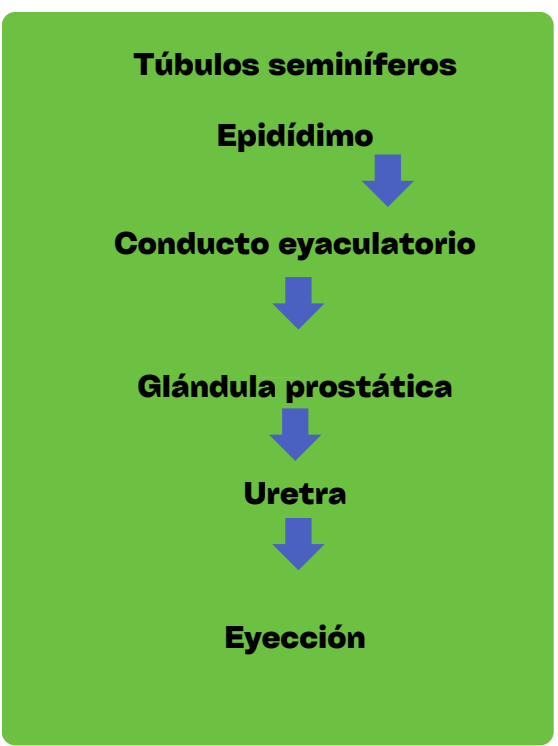 Túbulos seminíferos
Epidídimo
Conducto eyaculatorio
Glándula prostática
Uretra
Eyección